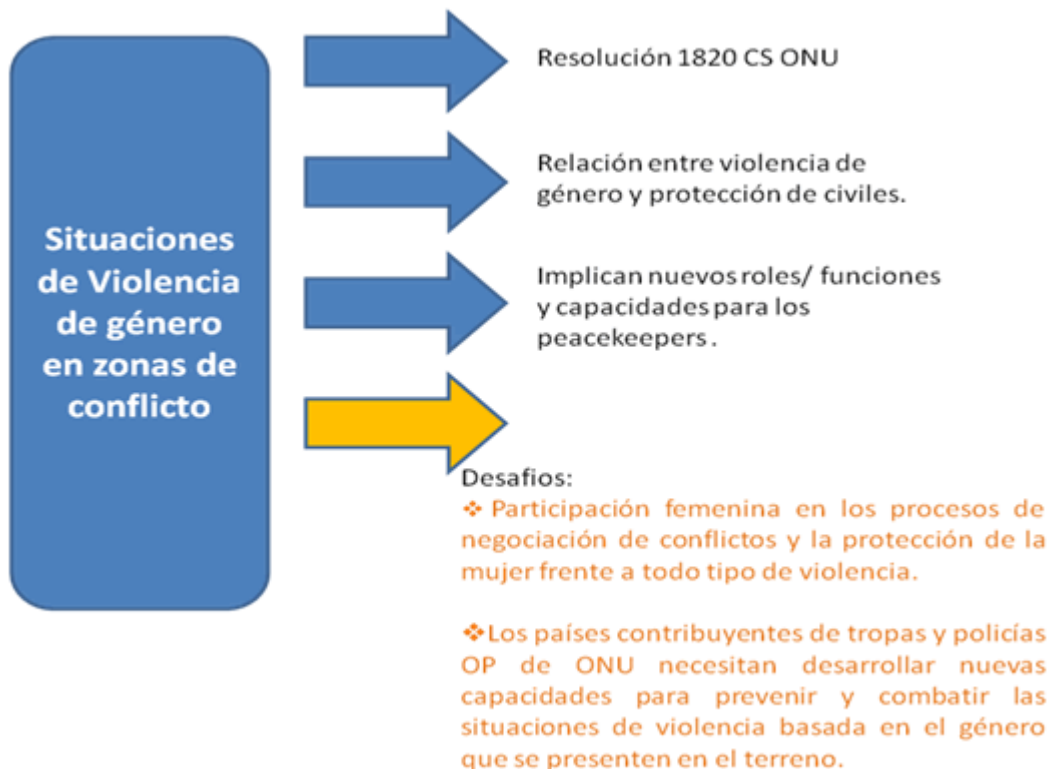 Situaciones
de Violencia
de género
en zonas de
conflicto
Resolución 1820 CS ONU
Relación entre violencia de
género y protección de civiles.
Implican nuevos roles/ funciones
y capacidades para los
peacekeepers.
Desafios:
❖ Participación femenina en los procesos de
negociación de conflictos y la protección de la
mujer frente a todo tipo de violencia.
❖Los países contribuyentes de tropas y policías
OP de ONU necesitan desarrollar nuevas
capacidades para prevenir y combatir las
situaciones de violencia basada en el género
que se presenten en el terreno.